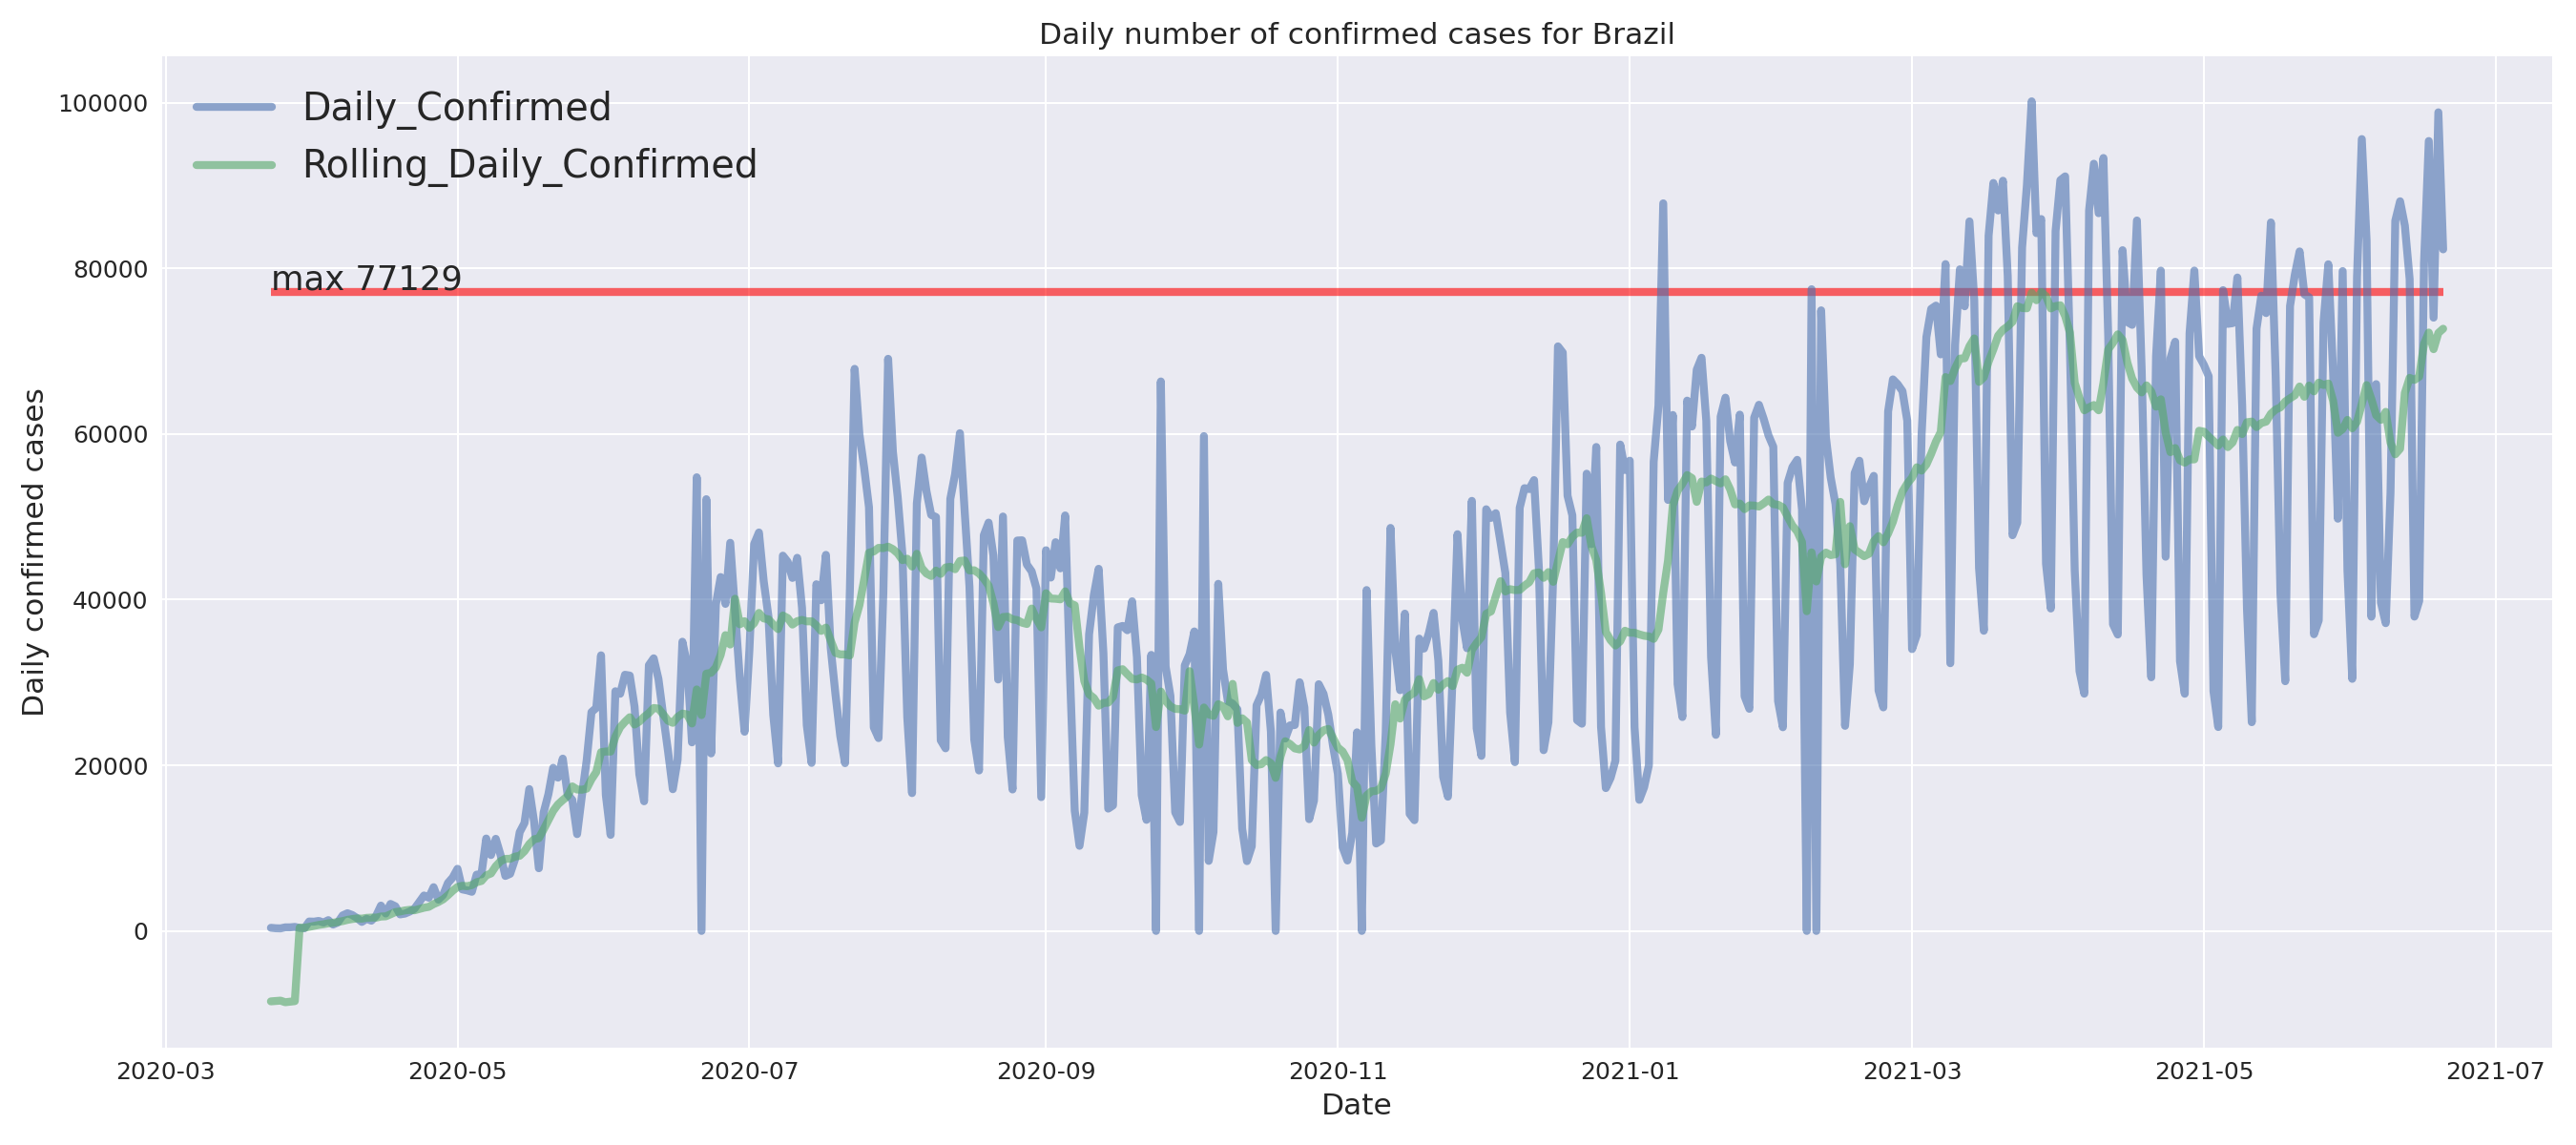 Daily number of confirmed cases for Brazil
Daily_Confirmed
Rolling_Daily_Confirmed
max 77129
100000
80000
60000
40000
20000
0
Daily confirmed cases
2020-03
2020-05
2020-07
2020-09
2020-11
2021-01
2021-03
2021-05
2021-07
Date